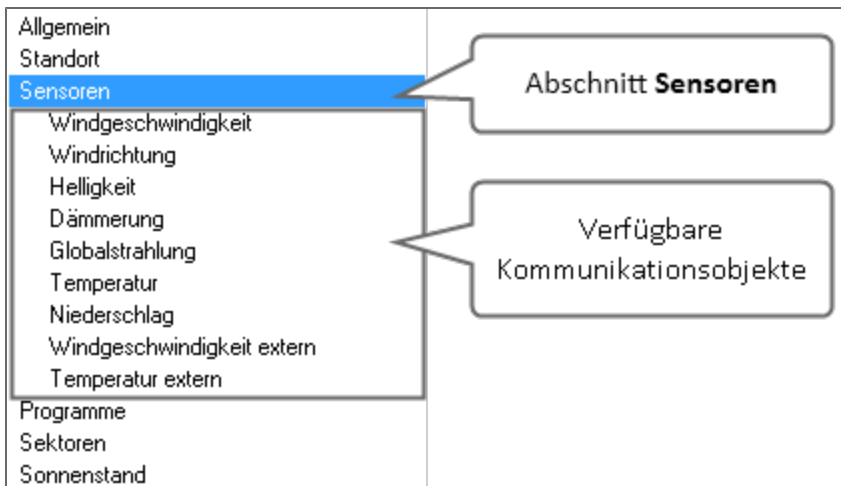 Allgemein
Standort
Sensoren
Windgeschwindigkeit
Windrichtung
Helligkeit
Dämmerung
Globalstrahlung
Temperatur
Niederschlag
Windgeschwindigkeit extern
Temperatur extern
Programme
Sektoren
Sonnenstand
Abschnitt Sensoren
Verfügbare
Kommunikationsobjekte